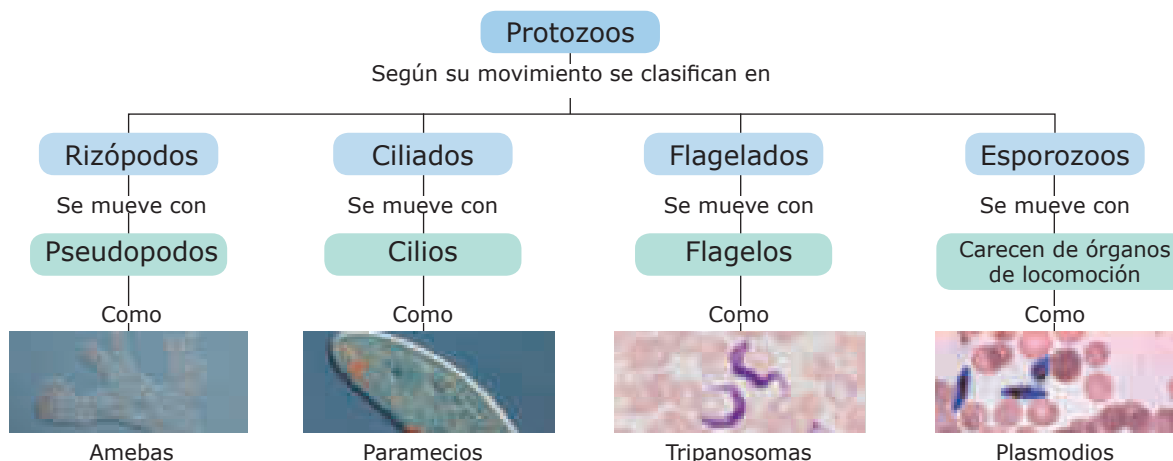 Protozoos
Según su movimiento se clasifican en
Rizópodos
Ciliados
Flagelados
Esporozoos
Se mueve con
Se mueve con
Se mueve con
Se mueve con
Pseudopodos
Cilios
Flagelos
Carecen de órganos
de locomoción
Como
Como
Como
Como
Amebas
Paramecios
Tripanosomas
Plasmodios